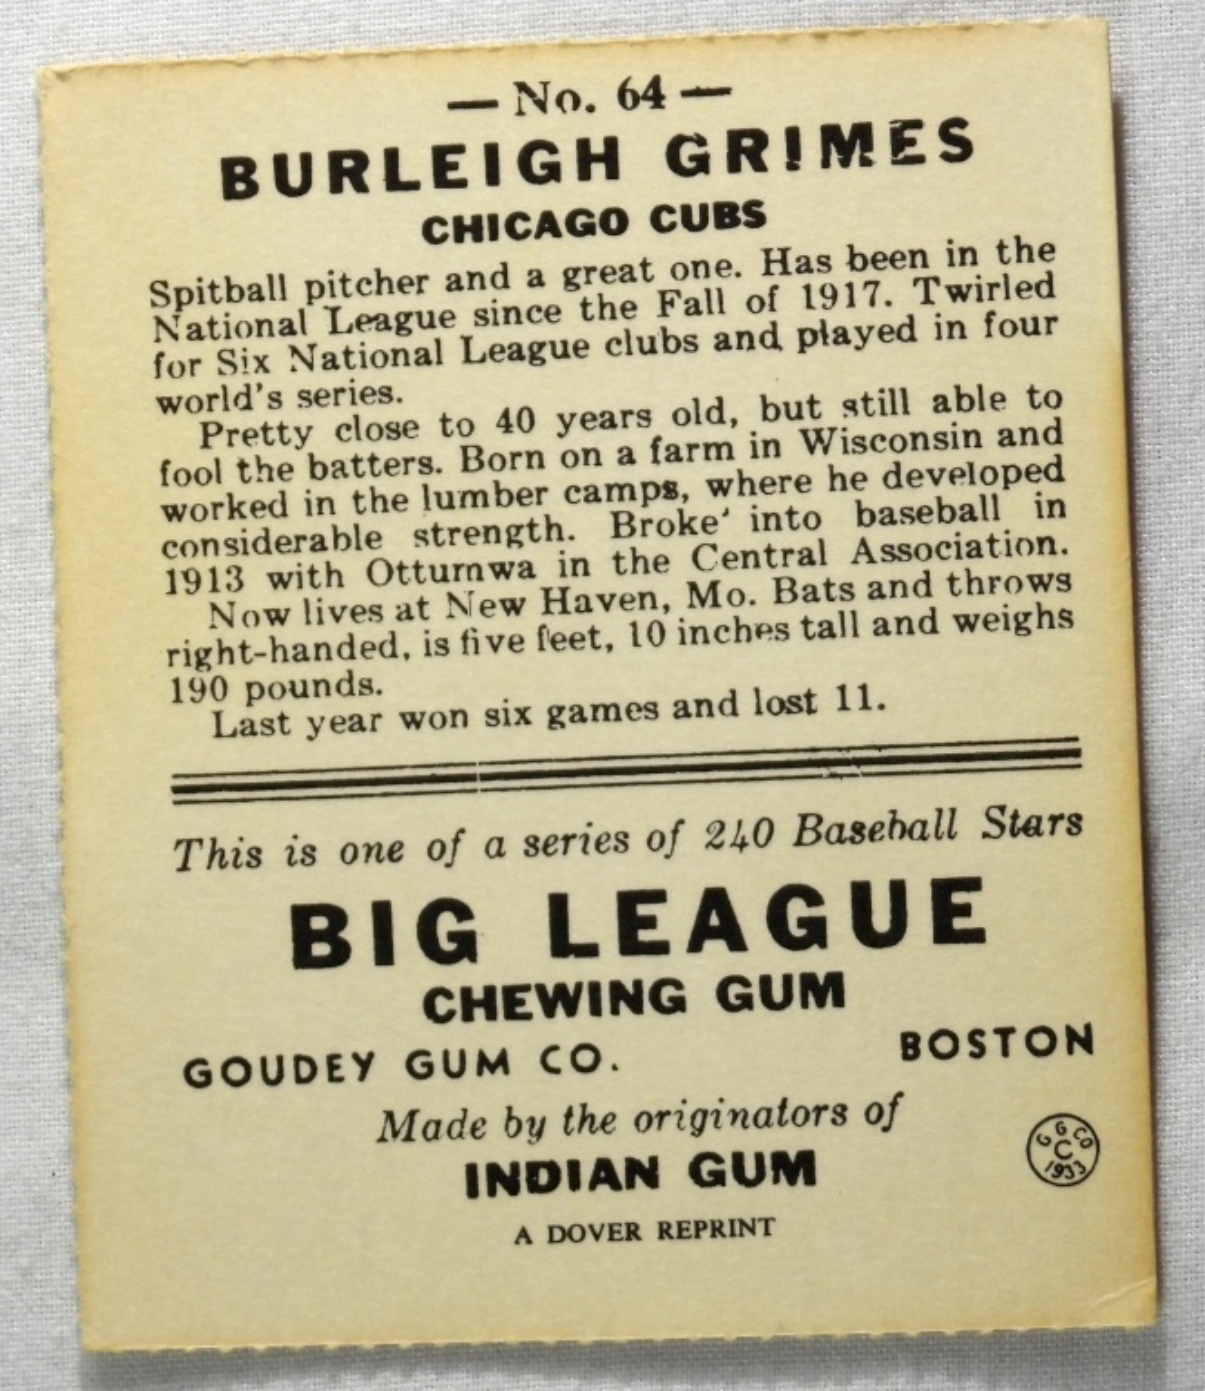 — No. 64 —
BURLEIGH GRIMES
CHICAGO CUBS
Spitball pitcher and a great one. Has been in the
National League since the Fall of 1917. Twirled
for Six National League clubs and played in four
world's series.
Pretty close to 40 years old, but still able to
fool the batters. Born on a farm in Wisconsin and
worked in the lumber camps, where he developed
considerable strength. Broke' into baseball in
1913 with Ottumwa in the Central Association.
Now lives at New Haven, Mo. Bats and throws
right-handed, is five feet, 10 inches tall and weighs
190 pounds.
Last year won six games and lost 11.
This is one of a series of 240 Baseball Stars
BIG LEAGUE
CHEWING GUM
GOUDEY GUM CO. BOSTON
Made by the originators of
INDIAN GUM
G G CO
C
1933
A DOVER REPRINT